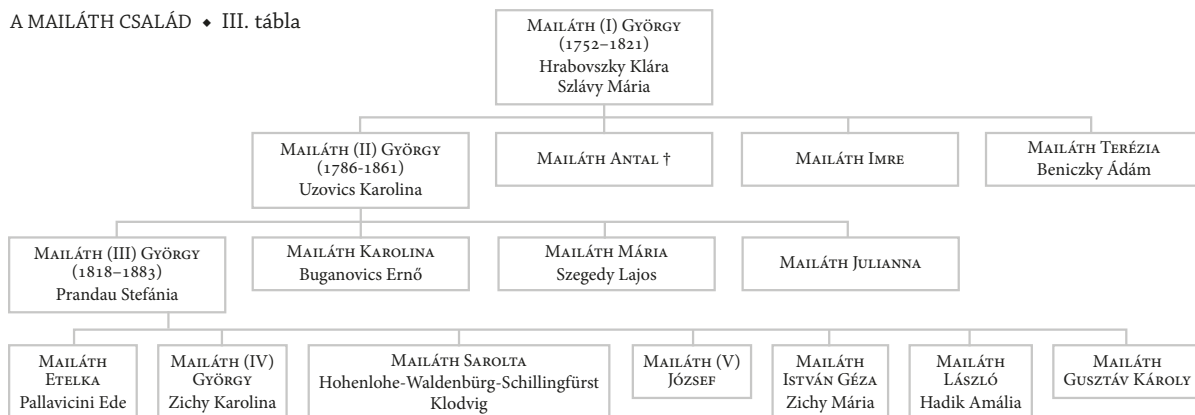 A MAILÁTH CSALÁD ◆ III. tábla
MAILÁTH (I) GYÖRGY
(1752–1821)
Hrabovszky Klára
Szlávy Mária
MAILÁTH (II) GYÖRGY
(1786-1861)
Uzovics Karolina
MAILÁTH ANTAL †
MAILÁTH IMRE
MAILÁTH TERÉZIA
Beniczky Ádám
MAILÁTH (III) GYÖRGY
(1818–1883)
Prandau Stefánia
MAILÁTH KAROLINA
Buganovics Ernő
MAILÁTH MÁRIA
Szegedy Lajos
MAILÁTH JULIANNA
MAILÁTH
ETELKA
Pallavicini Ede
MAILÁTH (IV)
GYÖRGY
Zichy Karolina
MAILÁTH SAROLTA
Hohenlohe-Waldenbürg-Schillingfürst
Klodvig
MAILÁTH (V)
JÓZSEF
MAILÁTH
ISTVÁN GÉZA
Zichy Mária
MAILÁTH
LÁSZLÓ
Hadik Amália
MAILÁTH
GUSZTÁV KÁROLY